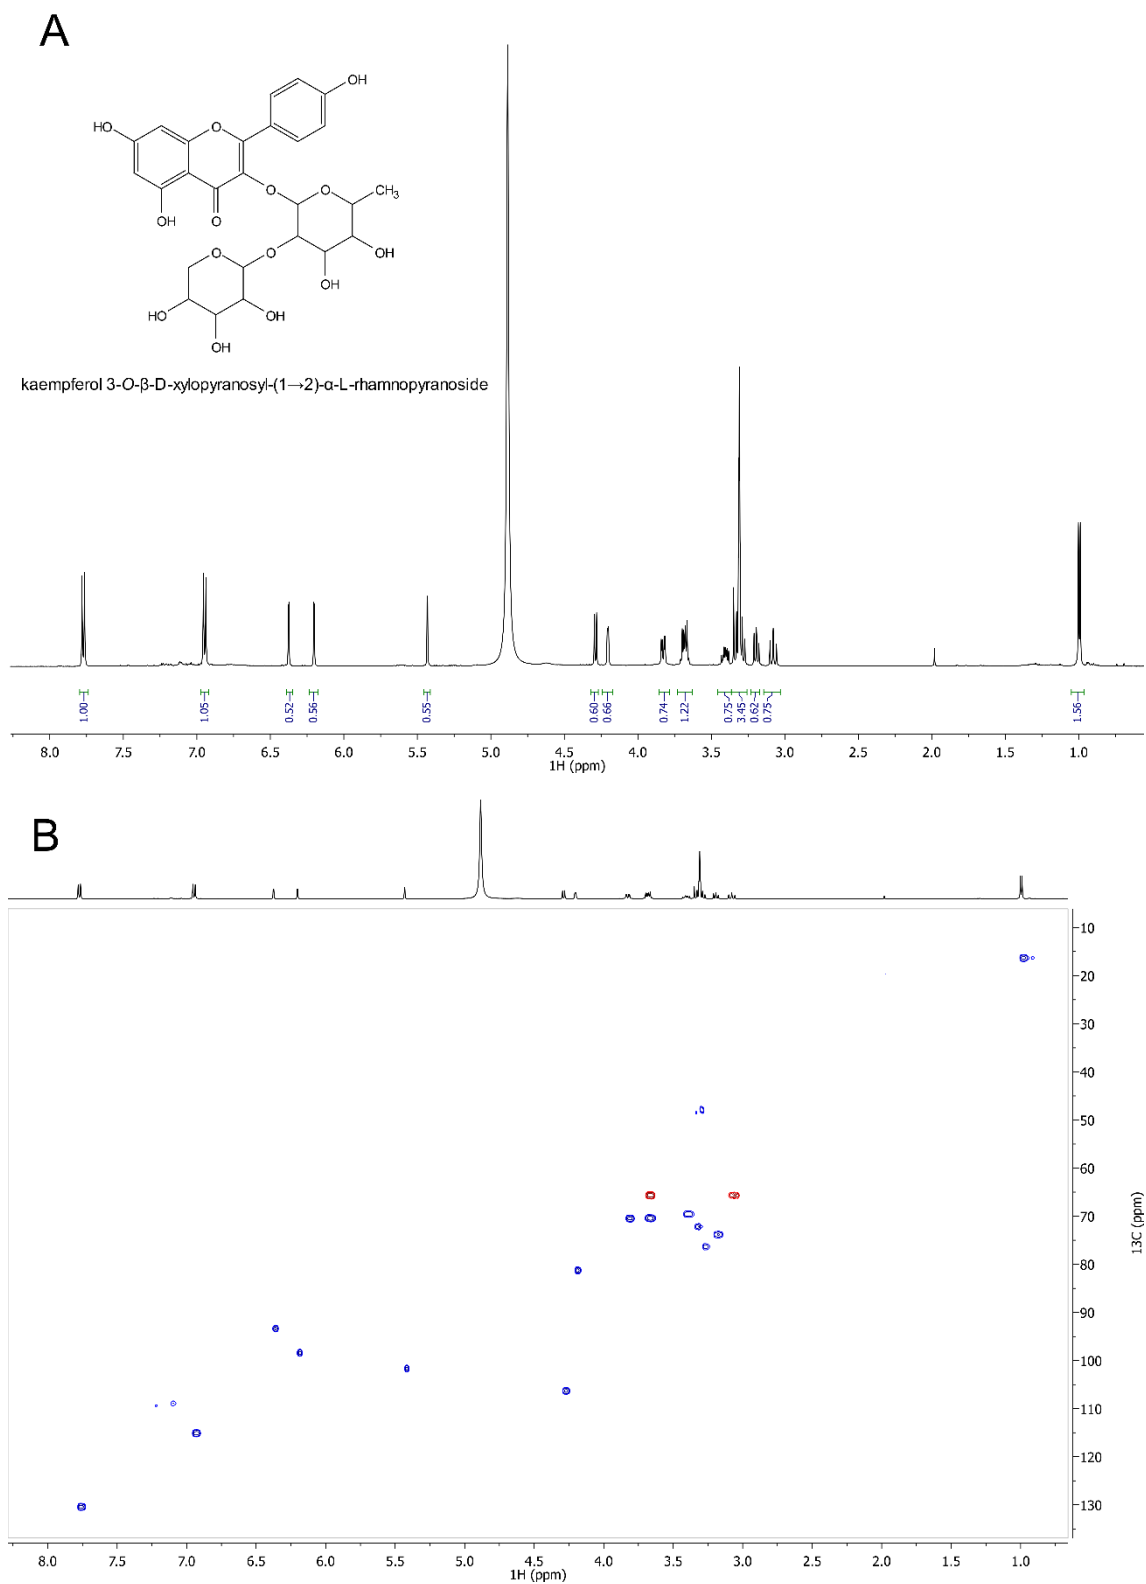 A
OH
HO
O
OH
O
O
O
CH₃
O
O
OH
OH
HO
OH
OH
kaempferol 3-O-β-D-xylopyranosyl-(1→2)-α-L-rhamnopyranoside
1.00 1.05 0.52 0.56 0.55 0.60 0.66 0.74 1.22 0.75 3.45 0.62 0.75 1.56
8.0 7.5 7.0 6.5 6.0 5.5 5.0 4.5 4.0 3.5 3.0 2.5 2.0 1.5 1.0
1H (ppm)
B
10
20
30
40
50
60
70
80
90
100
110
120
130
13C (ppm)
8.0 7.5 7.0 6.5 6.0 5.5 5.0 4.5 4.0 3.5 3.0 2.5 2.0 1.5 1.0
1H (ppm)